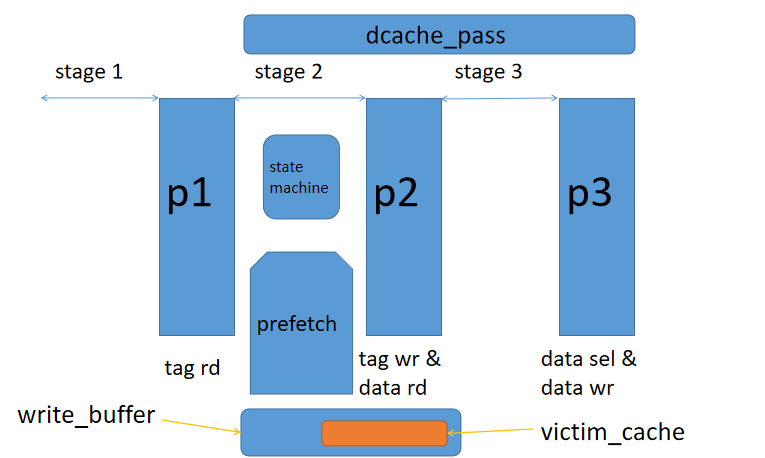 dcache_pass
stage 1
stage 2
stage 3
p1
state
machine
p2
p3
prefetch
tag rd
tag wr &
data rd
data sel &
data wr
write_buffer
victim_cache